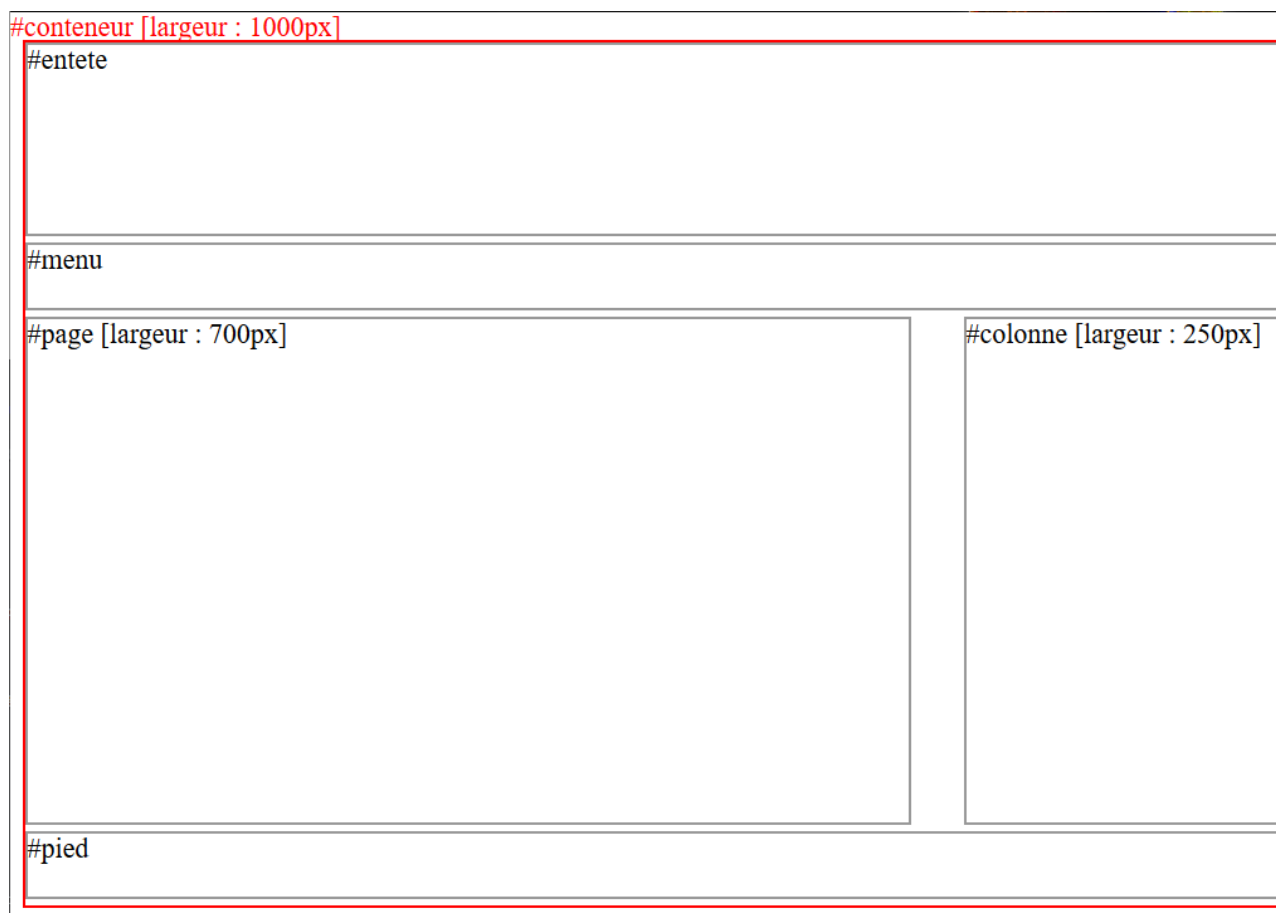 #conteneur [largeur : 1000px]
#entete
#menu
#page [largeur : 700px]
#colonne [largeur : 250px]
#pied